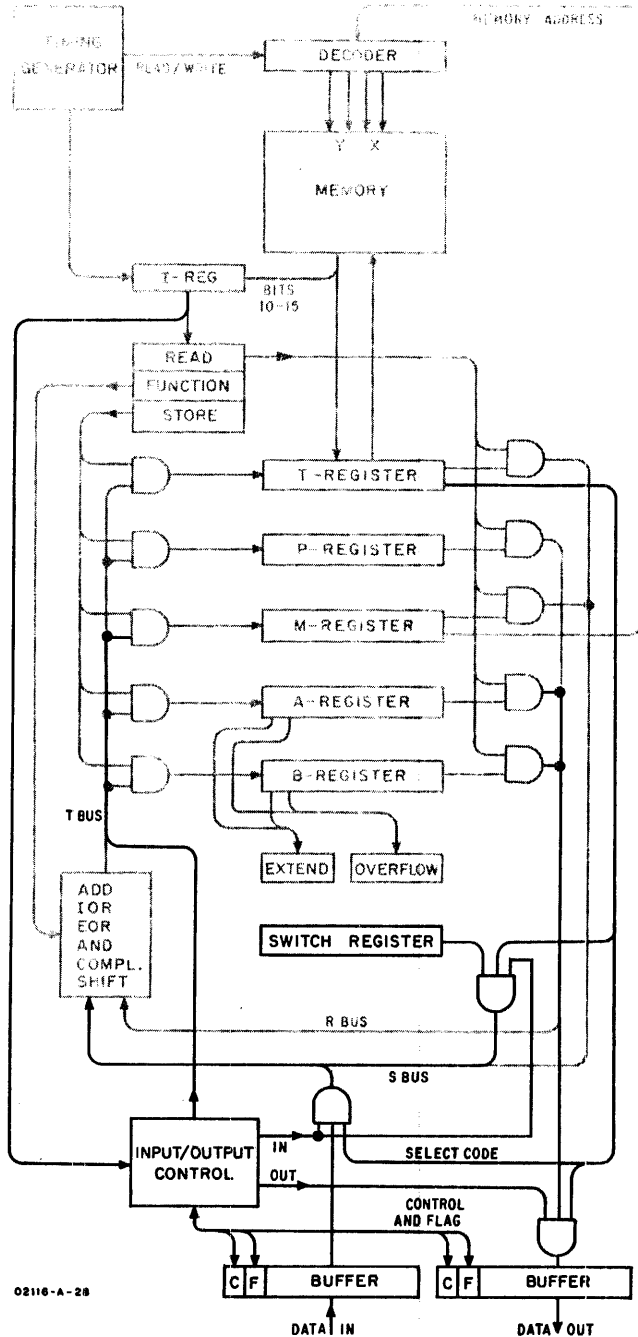 MEMORY ADDRESS
TIMING
GENERATOR
READ/WRITE
DECODER
Y X
MEMORY
I-REG
BITS
10-15
READ
FUNCTION
STORE
T-REGISTER
P-REGISTER
M-REGISTER
A-REGISTER
B-REGISTER
T BUS
EXTEND
OVERFLOW
ADD
IOR
EOR
AND
COMPL.
SHIFT
SWITCH REGISTER
R BUS
S BUS
INPUT/OUTPUT
CONTROL
IN
OUT
SELECT CODE
CONTROL
AND FLAG
C F BUFFER
C F BUFFER
02116-A-28
DATA IN
DATA OUT